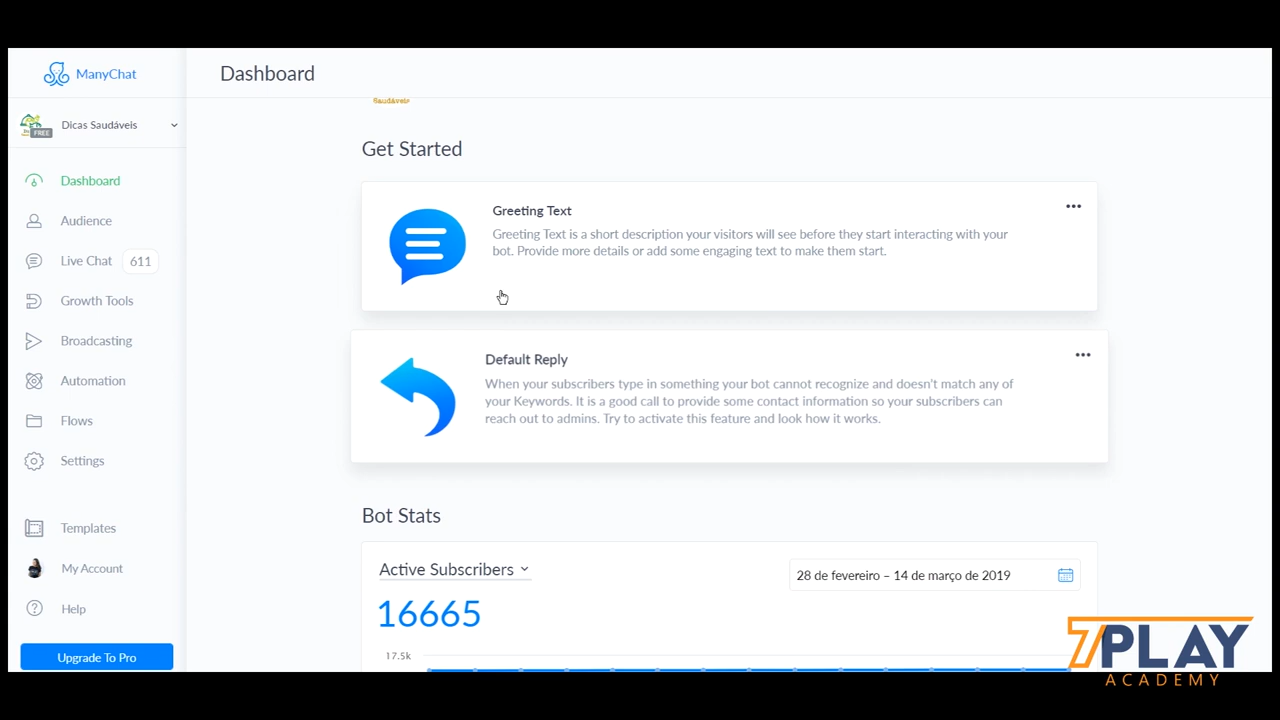 ManyChat
Dashboard
Saudáveis
FREE
Dicas Saudáveis
Get Started
Dashboard
Audience
Live Chat 611
Growth Tools
Broadcasting
Automation
Flows
Settings
Templates
My Account
Help
Upgrade To Pro
Greeting Text
Greeting Text is a short description your visitors will see before they start interacting with your
bot. Provide more details or add some engaging text to make them start.
Default Reply
When your subscribers type in something your bot cannot recognize and doesn't match any of
your Keywords. It is a good call to provide some contact information so your subscribers can
reach out to admins. Try to activate this feature and look how it works.
Bot Stats
Active Subscribers
28 de fevereiro – 14 de março de 2019
16665
17.5k
7PLAY
ACADEMY